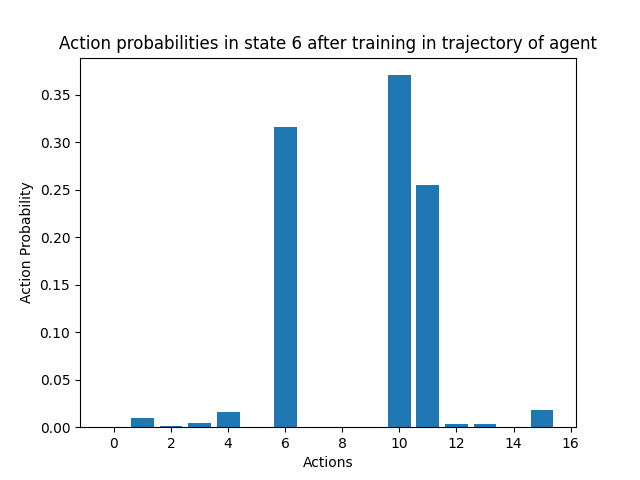 Action probabilities in state 6 after training in trajectory of agent
0.35
0.30
0.25
0.20
0.15
0.10
0.05
0.00
Action Probability
0 2 4 6 8 10 12 14 16
Actions